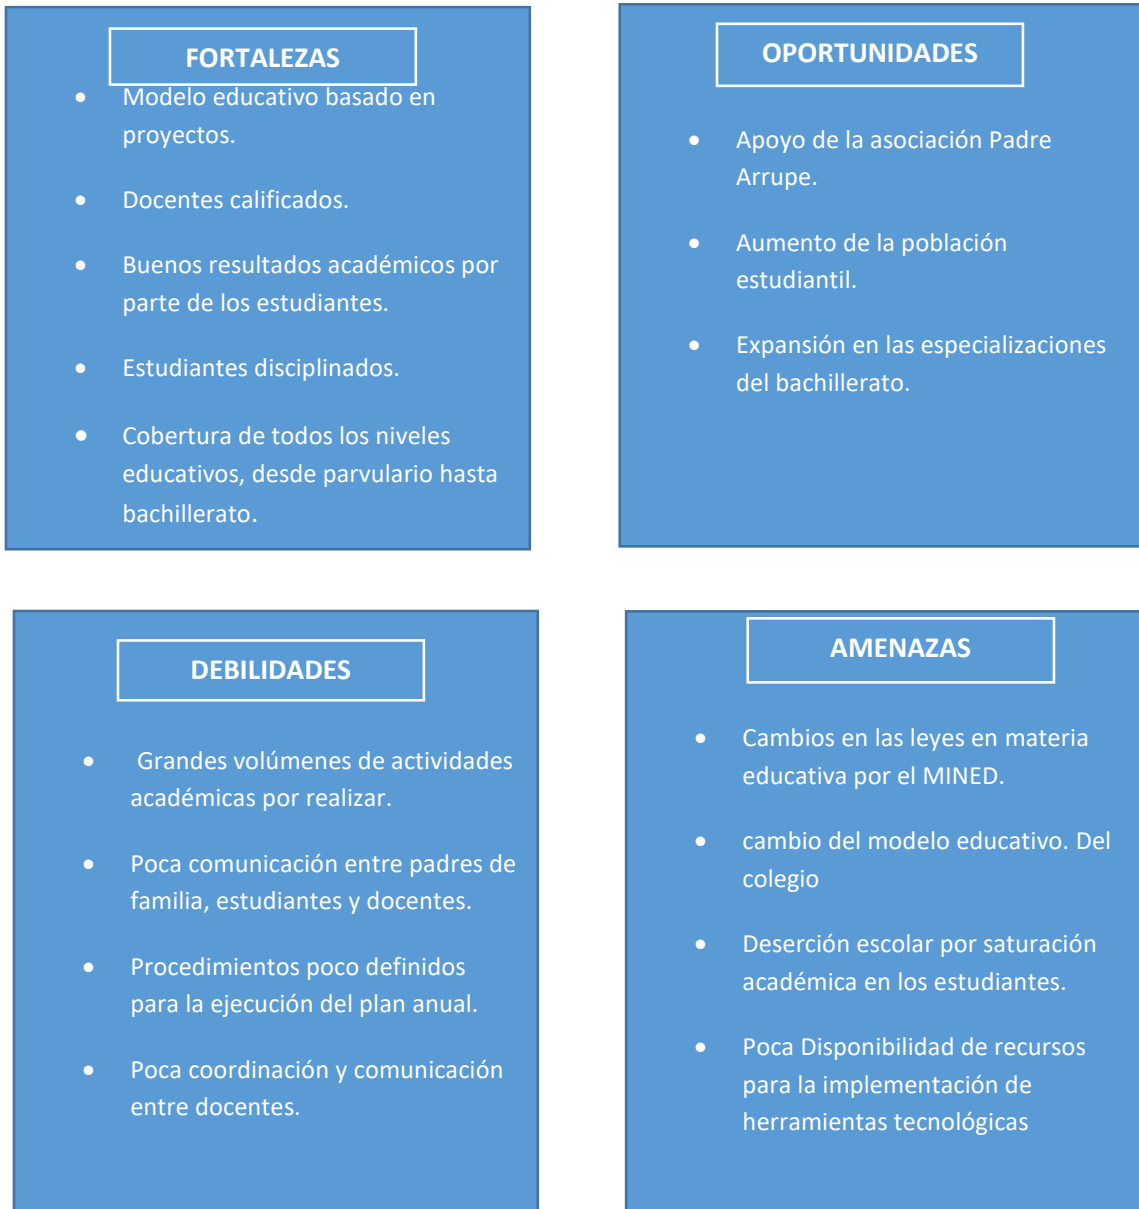 FORTALEZAS
• Modelo educativo basado en
proyectos.
• Docentes calificados.
• Buenos resultados académicos por
parte de los estudiantes.
• Estudiantes disciplinados.
• Cobertura de todos los niveles
educativos, desde parvulario hasta
bachillerato.
OPORTUNIDADES
• Apoyo de la asociación Padre
Arrupe.
• Aumento de la población
estudiantil.
• Expansión en las especializaciones
del bachillerato.
DEBILIDADES
• Grandes volúmenes de actividades
académicas por realizar.
• Poca comunicación entre padres de
familia, estudiantes y docentes.
• Procedimientos poco definidos
para la ejecución del plan anual.
• Poca coordinación y comunicación
entre docentes.
AMENAZAS
• Cambios en las leyes en materia
educativa por el MINED.
• cambio del modelo educativo. Del
colegio
• Deserción escolar por saturación
académica en los estudiantes.
• Poca Disponibilidad de recursos
para la implementación de
herramientas tecnológicas